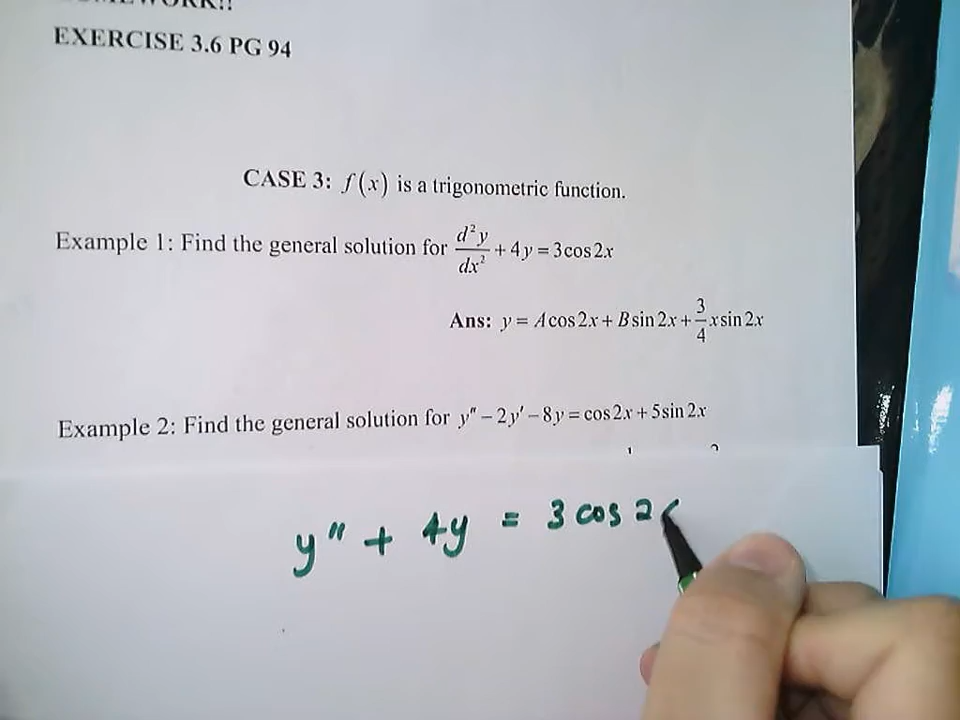 EXERCISE 3.6 PG 94
CASE 3: f(x) is a trigonometric function.
Example 1: Find the general solution for d²y/dx² + 4y = 3cos2x
Ans: y = Acos2x + Bsin2x + 3/4 xsin2x
Example 2: Find the general solution for y″ − 2y′ − 8y = cos2x + 5sin2x
y" + 4y = 3 cos 2